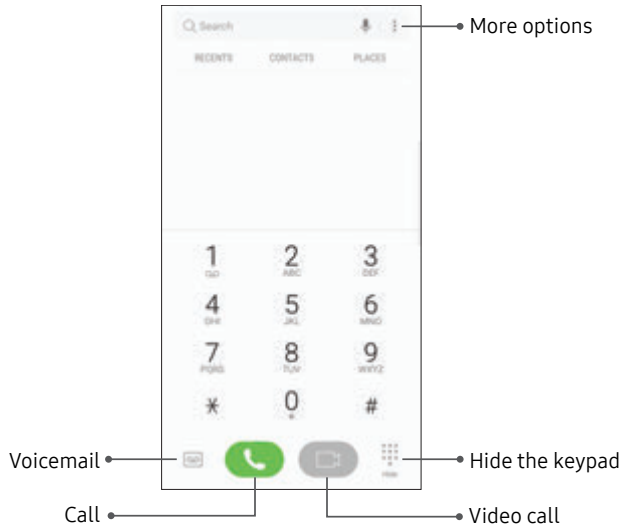 Search
More options
RECENTS CONTACTS PLACES
1 2 3
ABC DEF
4 5 6
GHI JKL MNO
7 8 9
PQRS TUV WXYZ
* 0 #
+
Voicemail
Hide the keypad
Hide
Call
Video call